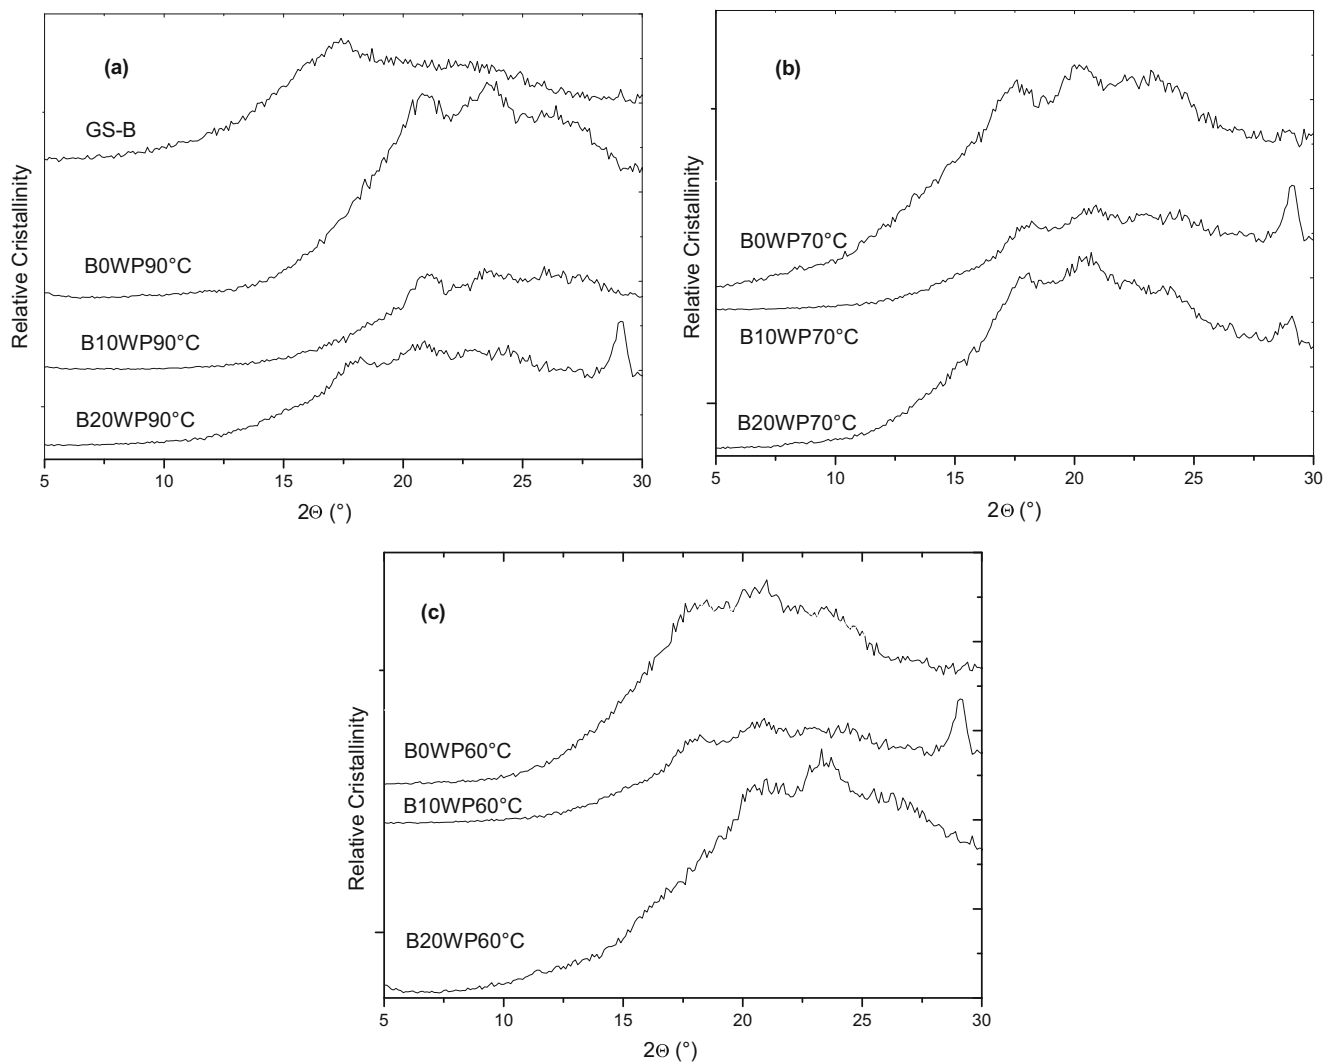 (a)
GS-B
B0WP90°C
B10WP90°C
B20WP90°C
Relative Cristallinity
5 10 15 20 25 30
2Θ (°)
(b)
B0WP70°C
B10WP70°C
B20WP70°C
Relative Cristallinity
5 10 15 20 25 30
2Θ (°)
(c)
B0WP60°C
B10WP60°C
B20WP60°C
Relative Cristallinity
5 10 15 20 25 30
2Θ (°)